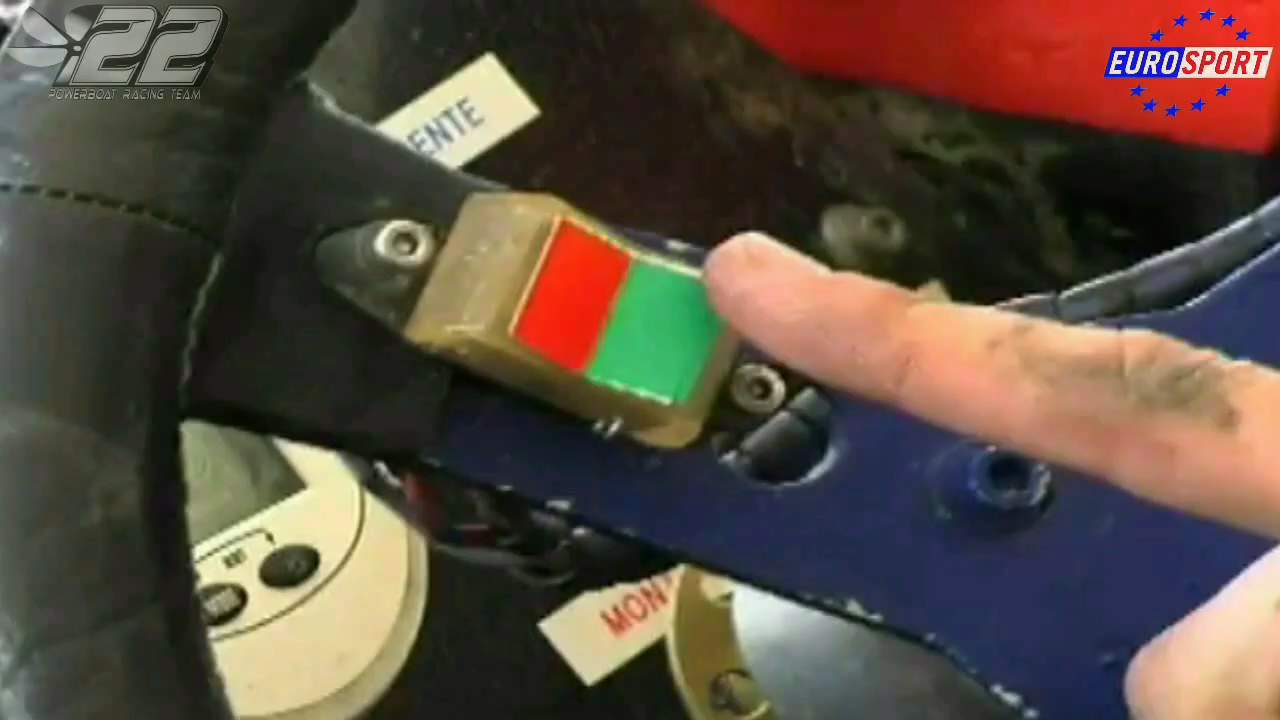 22
POWERBOAT RACING TEAM
EUROSPORT
ENTE
MON